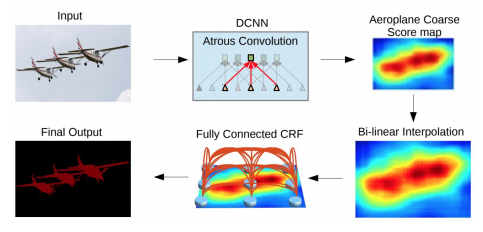 Input
DCNN
Atrous Convolution
Aeroplane Coarse
Score map
Final Output
Fully Connected CRF
Bi-linear Interpolation